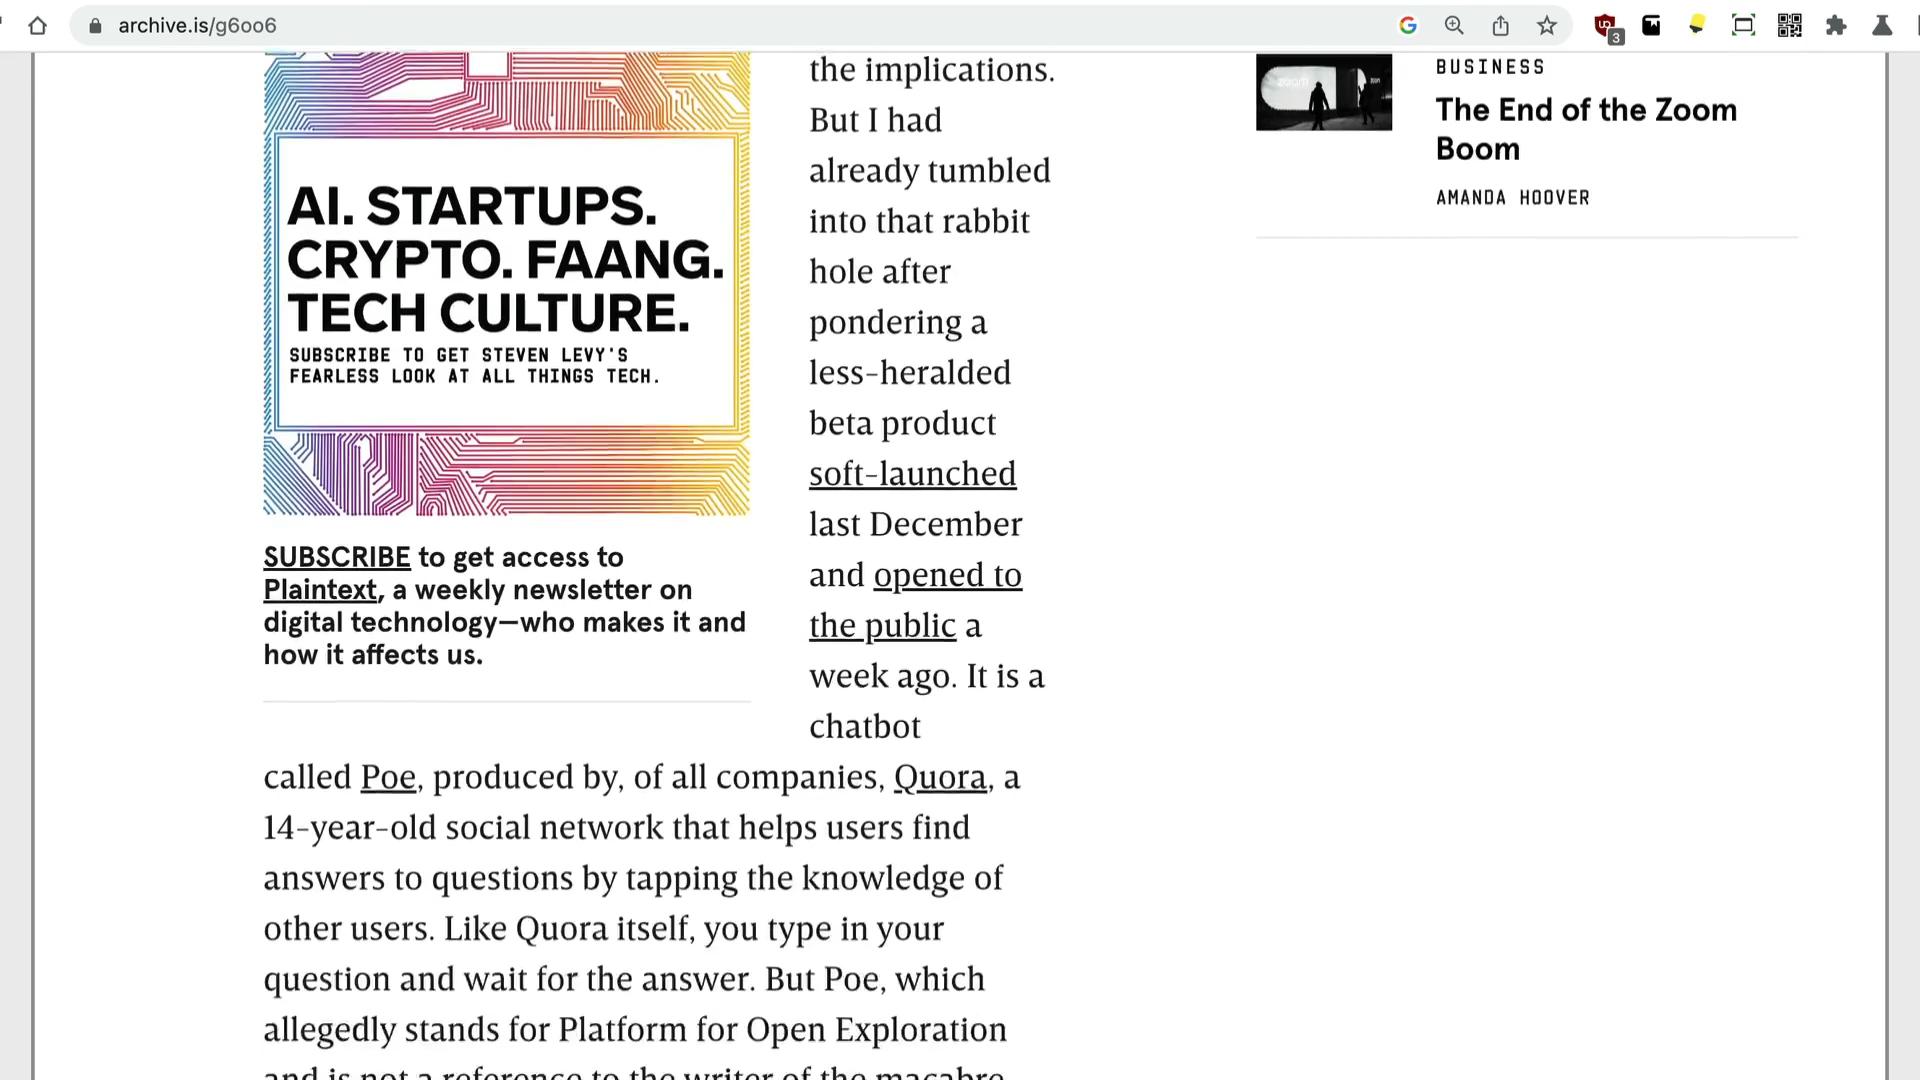 archive.is/g6oo6
3
AI. STARTUPS.
CRYPTO. FAANG.
TECH CULTURE.
SUBSCRIBE TO GET STEVEN LEVY'S
FEARLESS LOOK AT ALL THINGS TECH.
SUBSCRIBE to get access to
Plaintext, a weekly newsletter on
digital technology—who makes it and
how it affects us.
the implications.
But I had
already tumbled
into that rabbit
hole after
pondering a
less-heralded
beta product
soft-launched
last December
and opened to
the public a
week ago. It is a
chatbot
called Poe, produced by, of all companies, Quora, a
14-year-old social network that helps users find
answers to questions by tapping the knowledge of
other users. Like Quora itself, you type in your
question and wait for the answer. But Poe, which
allegedly stands for Platform for Open Exploration
and is not a reference to the writer of the macabre
zoom
BUSINESS
The End of the Zoom
Boom
AMANDA HOOVER